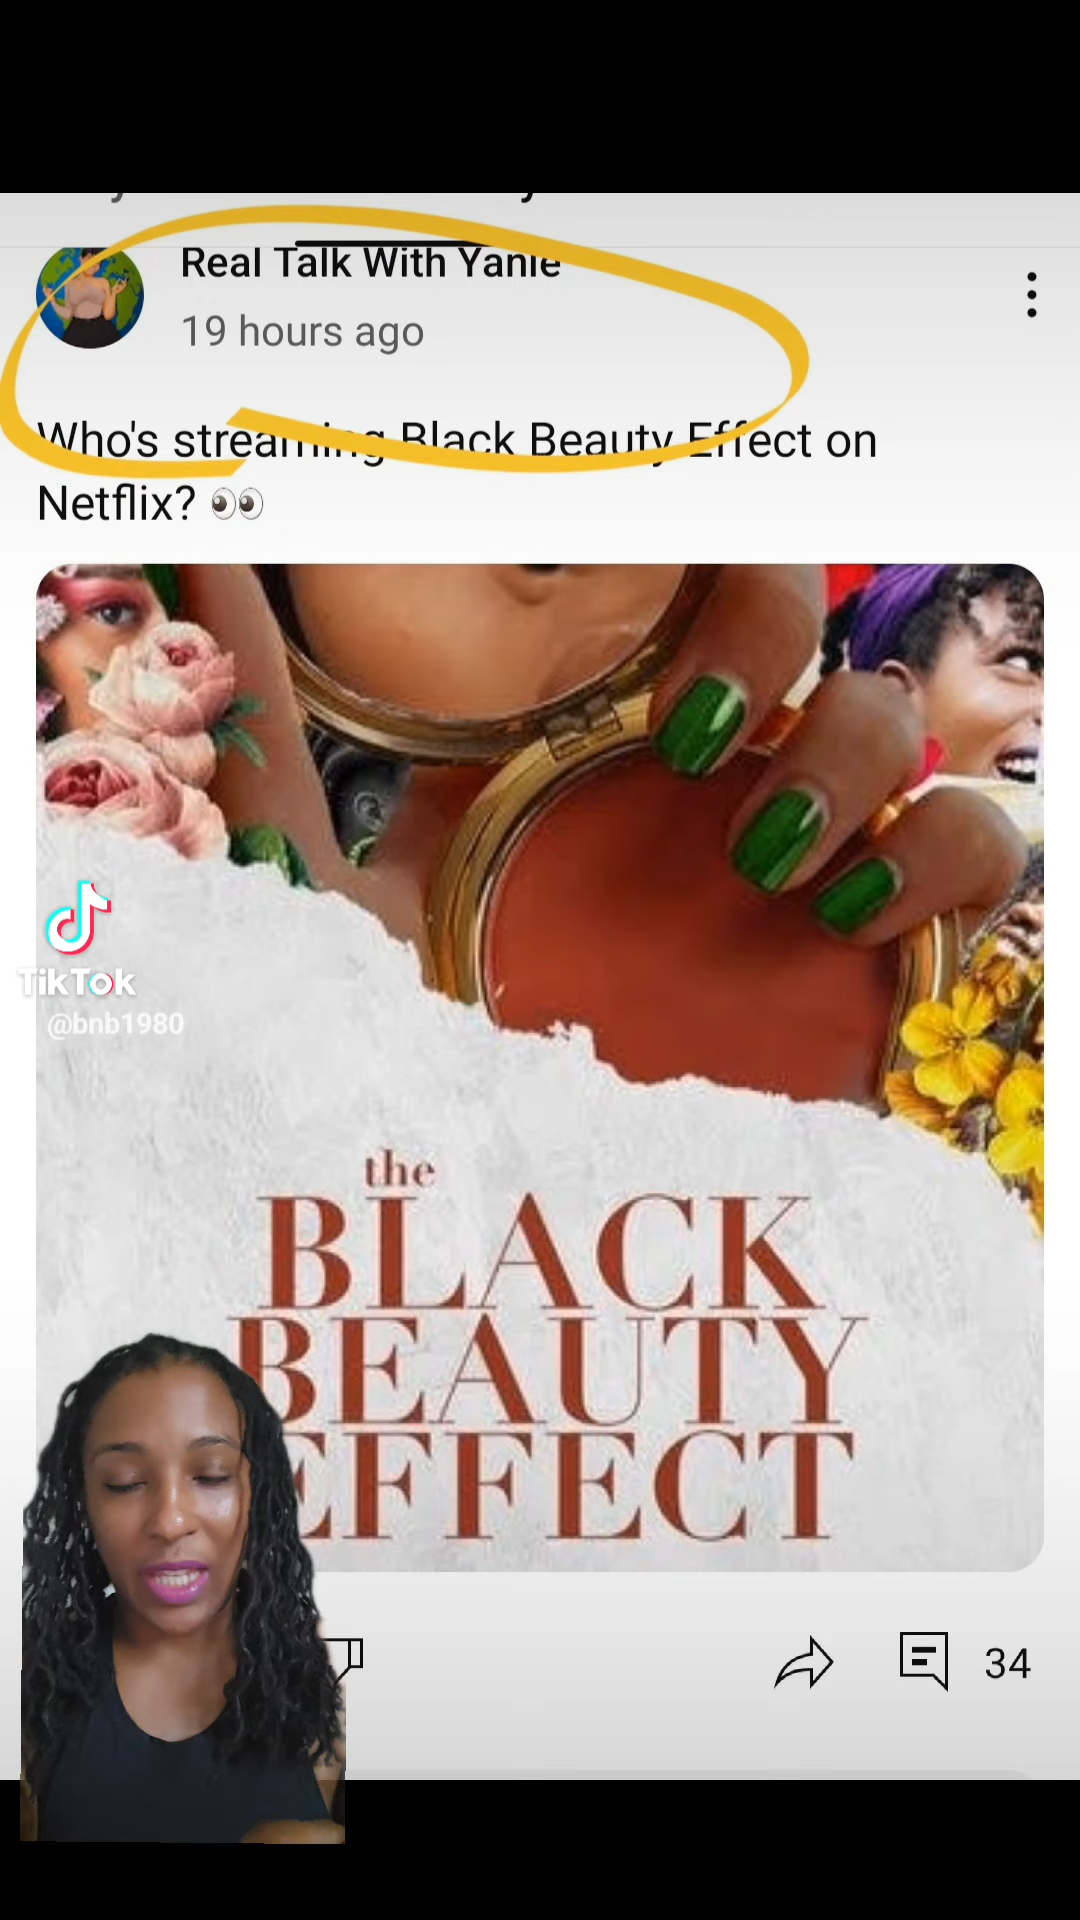 Real Talk With Yanie
19 hours ago
Who's streaming Black Beauty Effect on
Netflix? 👀
TikTok
@bnb1980
the
BLACK
BEAUTY
EFFECT
34